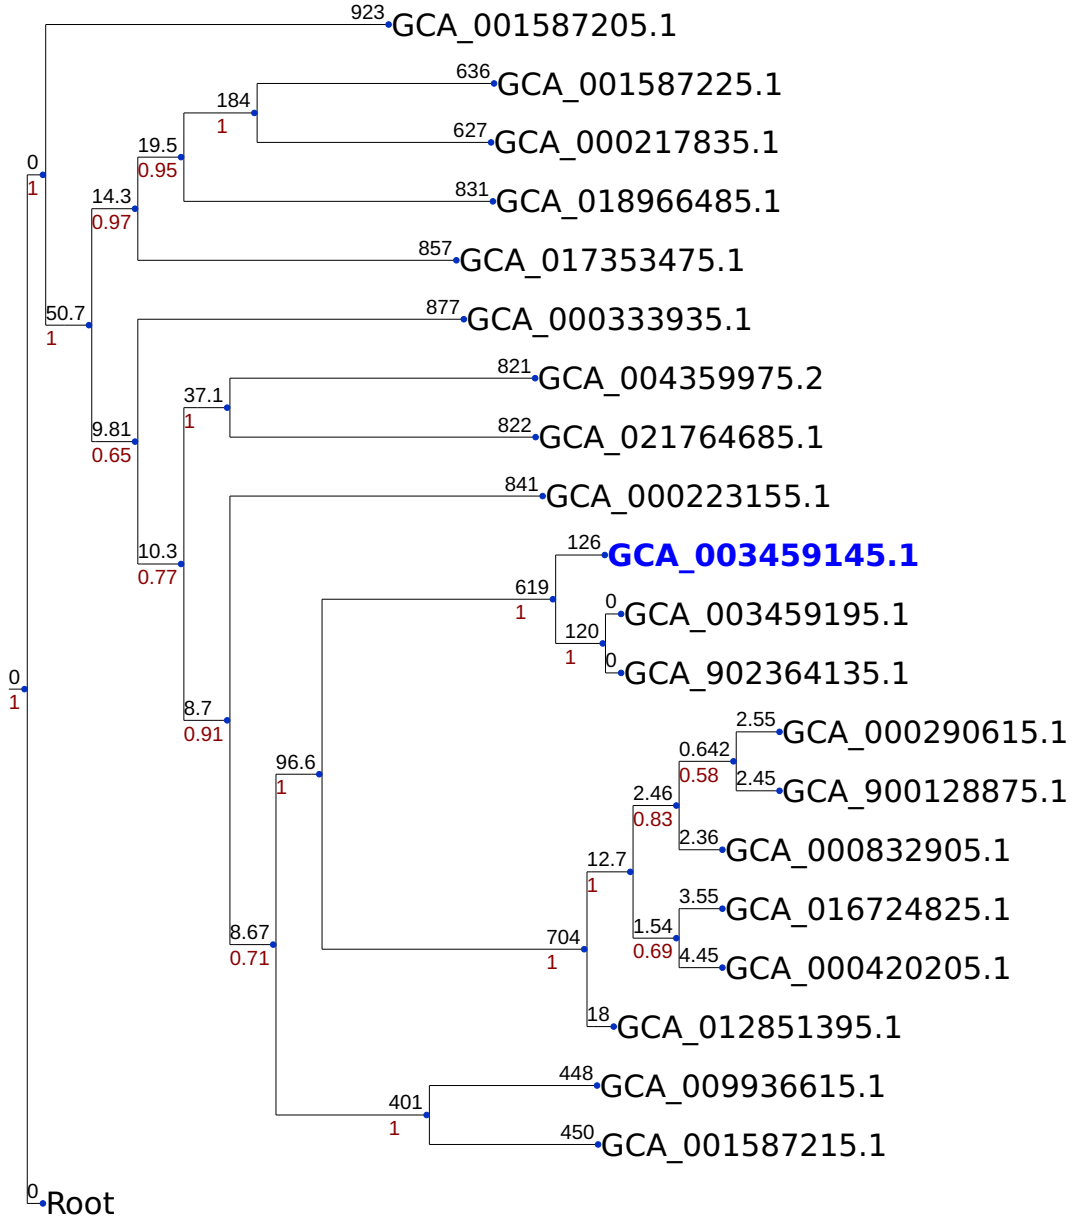 923 GCA_001587205.1
636 GCA_001587225.1
184
1
627 GCA_000217835.1
19.5
0.95
0
1
831 GCA_018966485.1
14.3
0.97
857 GCA_017353475.1
50.7
1
877 GCA_000333935.1
821 GCA_004359975.2
37.1
1
822 GCA_021764685.1
9.81
0.65
841 GCA_000223155.1
10.3
0.77
126 GCA_003459145.1
619
1
0 GCA_003459195.1
120
1
0 GCA_902364135.1
0
1
8.7
0.91
2.55 GCA_000290615.1
0.642
0.58
96.6
1
2.45 GCA_900128875.1
2.46
0.83
2.36 GCA_000832905.1
12.7
1
3.55 GCA_016724825.1
1.54
0.69
8.67
0.71
704
1
4.45 GCA_000420205.1
18 GCA_012851395.1
448 GCA_009936615.1
401
1
450 GCA_001587215.1
0 Root